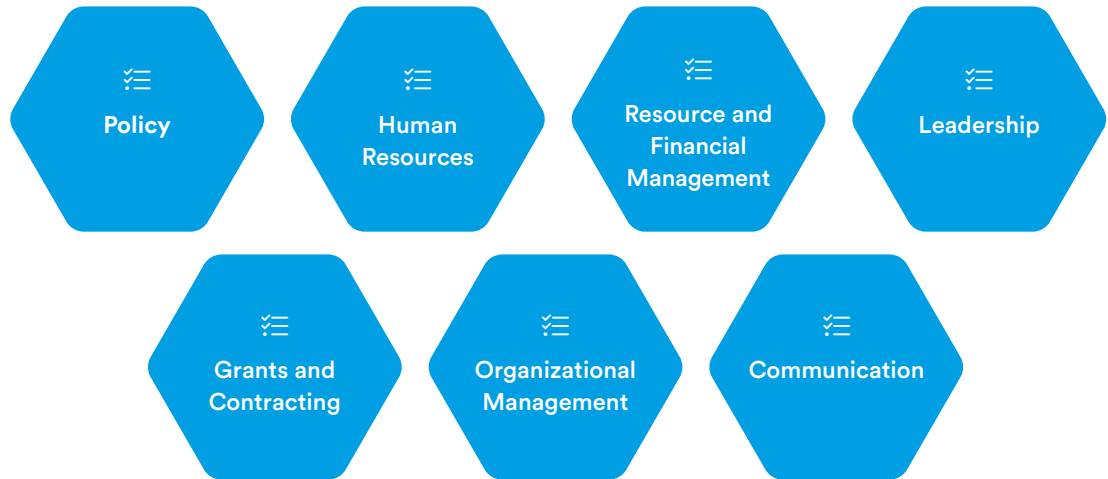 Policy
Human
Resources
Resource and
Financial
Management
Leadership
Grants and
Contracting
Organizational
Management
Communication